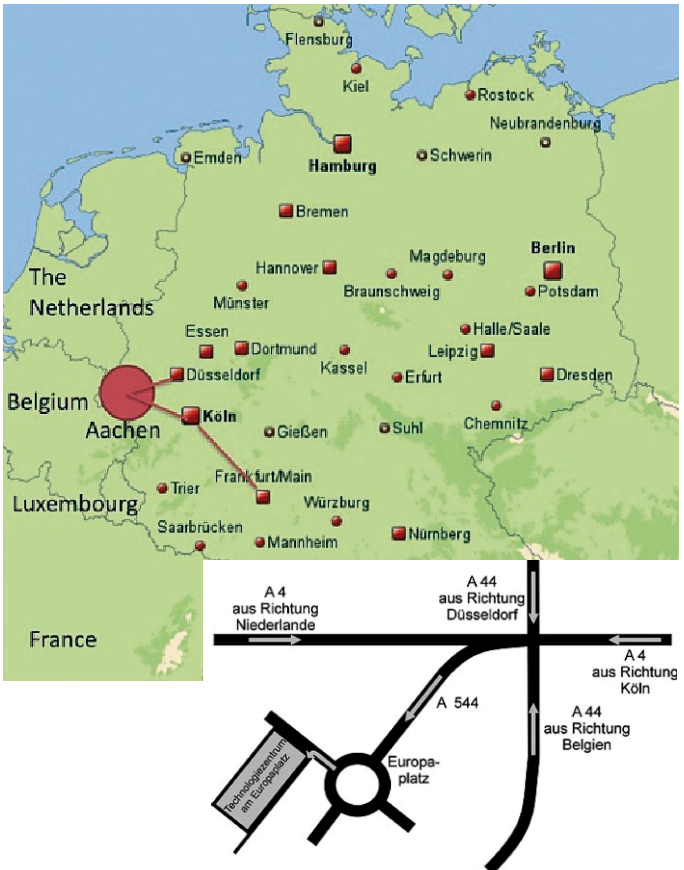 Flensburg
Kiel
Rostock
Neubrandenburg
Emden
Hamburg
Schwerin
Bremen
Berlin
Hannover
Magdeburg
The
Netherlands
Münster
Braunschweig
Potsdam
Essen
Halle/Saale
Dortmund
Kassel
Leipzig
Düsseldorf
Erfurt
Dresden
Belgium
Köln
Chemnitz
Aachen
Gießen
Suhl
Frankfurt/Main
Trier
Luxembourg
Würzburg
Saarbrücken
Mannheim
Nürnberg
France
A 4
aus Richtung
Niederlande
A 44
aus Richtung
Düsseldorf
A 4
aus Richtung
Köln
A 544
A 44
aus Richtung
Belgien
Europa-
platz
Technologiezentrum
am Europaplatz